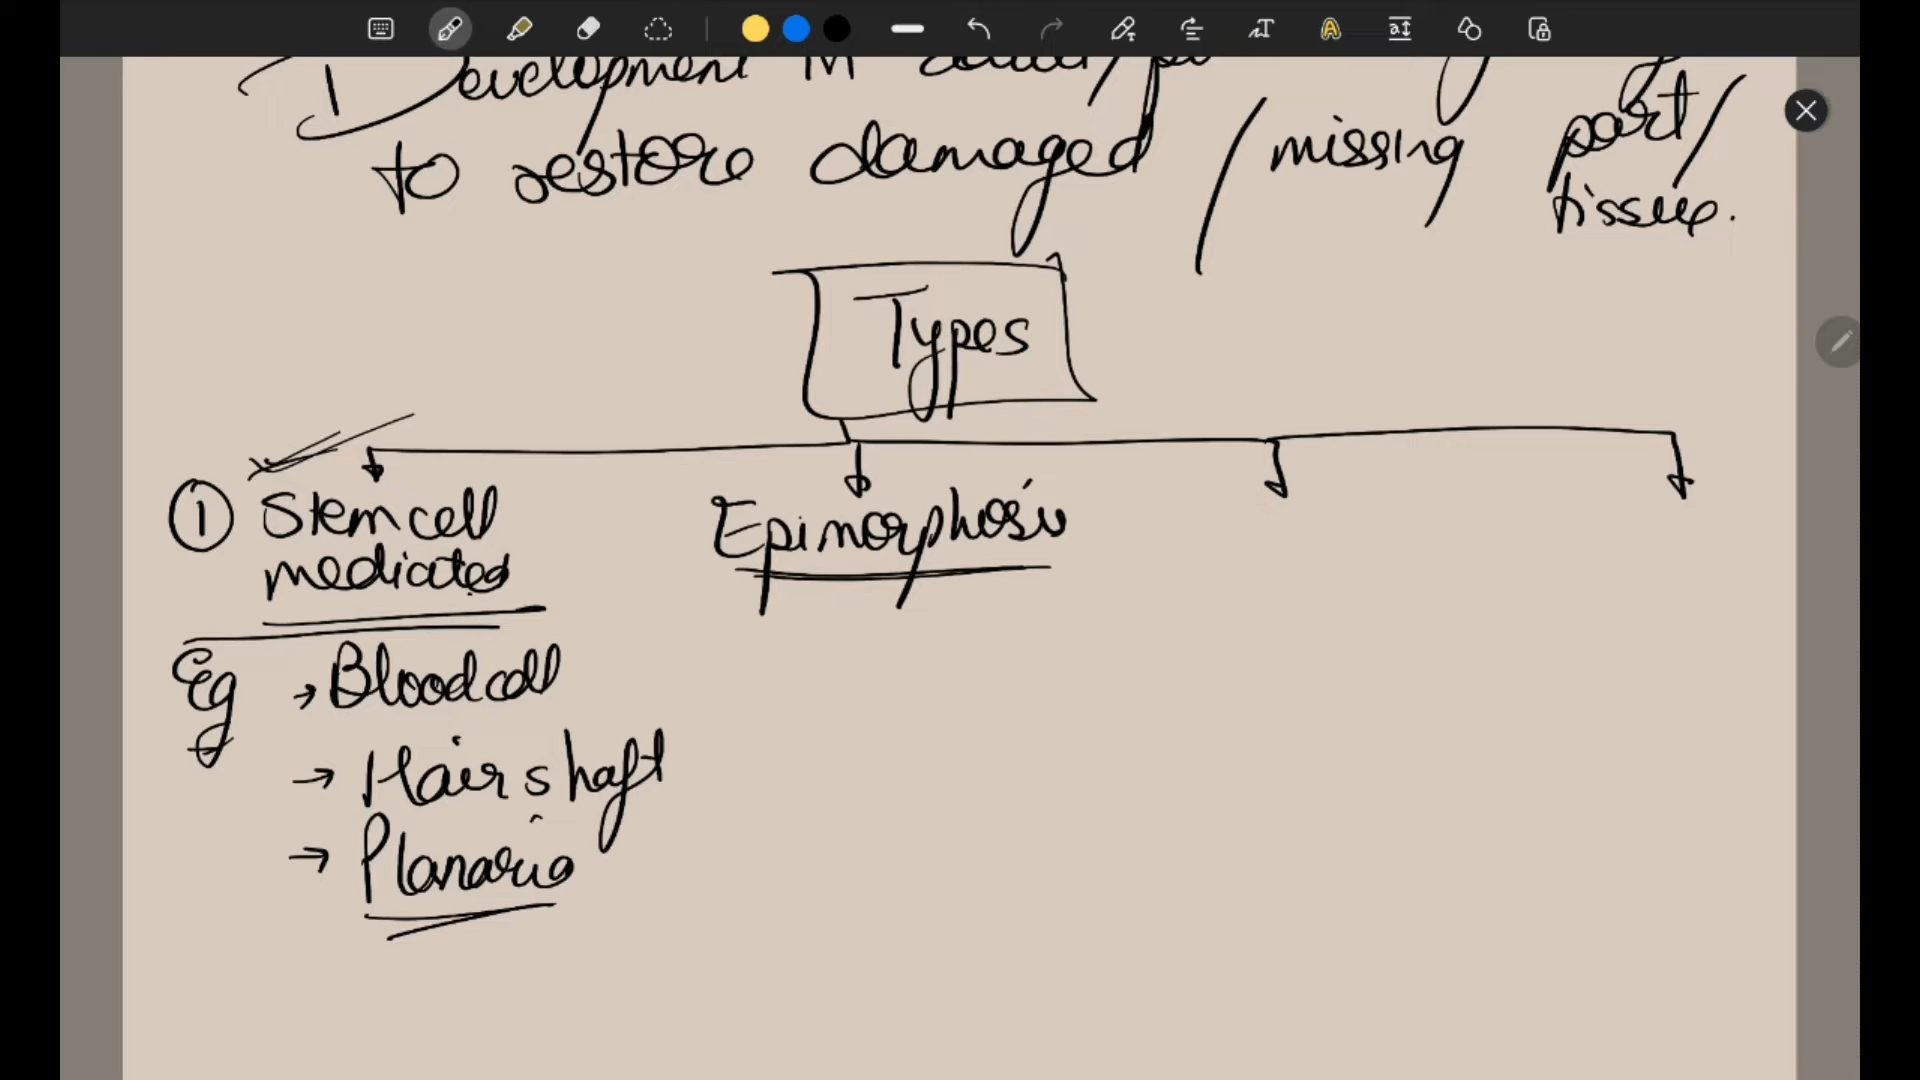 Development in
to restore damaged / missing part/
tissue.
Types
① Stem cell
mediated
Epimorphosis
Eg → Blood cell
→ Hair shaft
→ Planaria